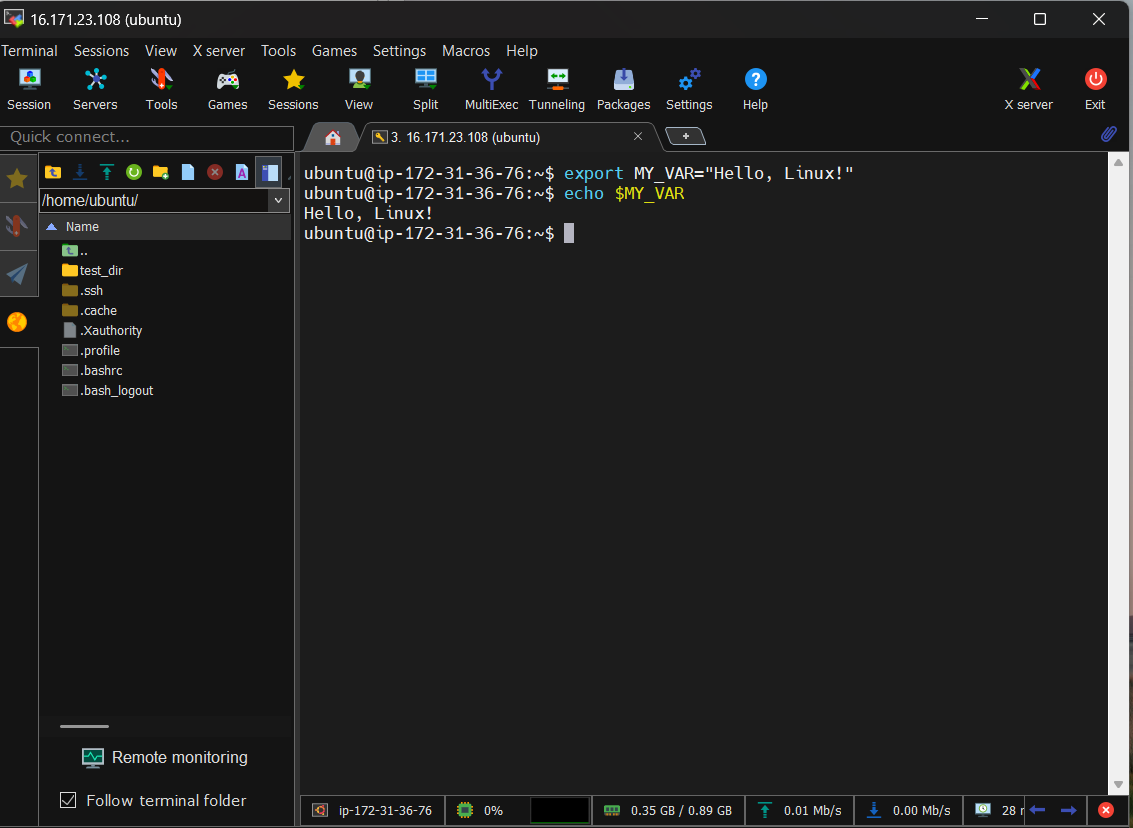 16.171.23.108 (ubuntu)
Terminal Sessions View X server Tools Games Settings Macros Help
Session Servers Tools Games Sessions View Split MultiExec Tunneling Packages Settings Help X server Exit
Quick connect...
3. 16.171.23.108 (ubuntu)
/home/ubuntu/
Name
..
test_dir
.ssh
.cache
.Xauthority
.profile
.bashrc
.bash_logout
Remote monitoring
Follow terminal folder
ubuntu@ip-172-31-36-76:~$ export MY_VAR="Hello, Linux!"
ubuntu@ip-172-31-36-76:~$ echo $MY_VAR
Hello, Linux!
ubuntu@ip-172-31-36-76:~$
ip-172-31-36-76 0% 0.35 GB / 0.89 GB 0.01 Mb/s 0.00 Mb/s 28